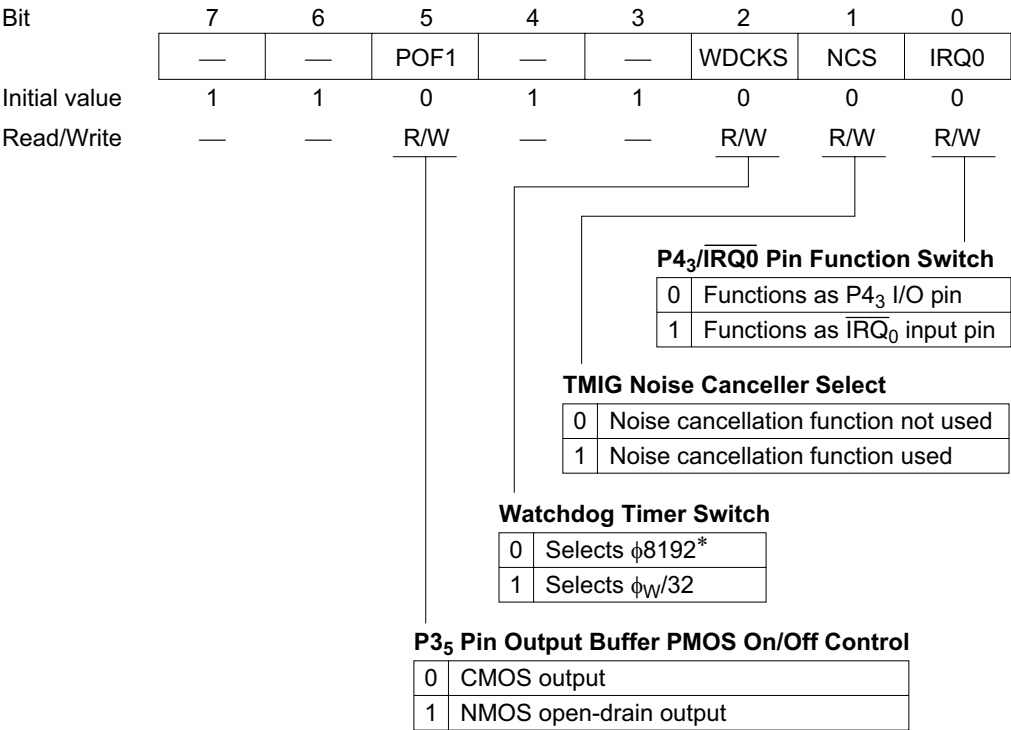 Bit 7 6 5 4 3 2 1 0
— — POF1 — — WDCKS NCS IRQ0
Initial value 1 1 0 1 1 0 0 0
Read/Write — — R/W — — R/W R/W R/W
P4₃/I̅R̅Q̅0̅ Pin Function Switch
0 Functions as P4₃ I/O pin
1 Functions as I̅R̅Q̅₀ input pin
TMIG Noise Canceller Select
0 Noise cancellation function not used
1 Noise cancellation function used
Watchdog Timer Switch
0 Selects ϕ8192*
1 Selects ϕW/32
P3₅ Pin Output Buffer PMOS On/Off Control
0 CMOS output
1 NMOS open-drain output